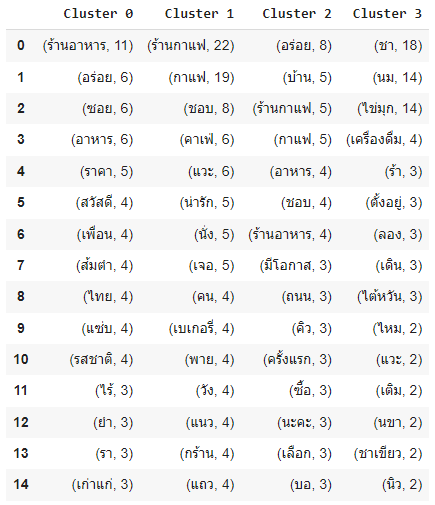 Cluster 0 Cluster 1 Cluster 2 Cluster 3
0 (ร้านอาหาร, 11) (ร้านกาแฟ, 22) (อร่อย, 8) (ชา, 18)
1 (อร่อย, 6) (กาแฟ, 19) (บ้าน, 5) (นม, 14)
2 (ซอย, 6) (ชอบ, 8) (ร้านกาแฟ, 5) (ไข่มุก, 14)
3 (อาหาร, 6) (คาเฟ่, 6) (กาแฟ, 5) (เครื่องดื่ม, 4)
4 (ราคา, 5) (แวะ, 6) (อาหาร, 4) (ร้า, 3)
5 (สวัสดี, 4) (น่ารัก, 5) (ชอบ, 4) (ตั้งอยู่, 3)
6 (เพื่อน, 4) (นั่ง, 5) (ร้านอาหาร, 4) (ลอง, 3)
7 (ส้มตำ, 4) (เจอ, 5) (มีโอกาส, 3) (เดิน, 3)
8 (ไทย, 4) (คน, 4) (ถนน, 3) (ไต้หวัน, 3)
9 (แซ่บ, 4) (เบเกอรี่, 4) (คิว, 3) (ไหม, 2)
10 (รสชาติ, 4) (พาย, 4) (ครั้งแรก, 3) (แวะ, 2)
11 (ไร้, 3) (วัง, 4) (ซื้อ, 3) (เติม, 2)
12 (ยำ, 3) (แนว, 4) (นะคะ, 3) (นขา, 2)
13 (รา, 3) (กร้าน, 4) (เลือก, 3) (ชาเขียว, 2)
14 (เก่าแก่, 3) (แถว, 4) (บอ, 3) (นิ้ว, 2)